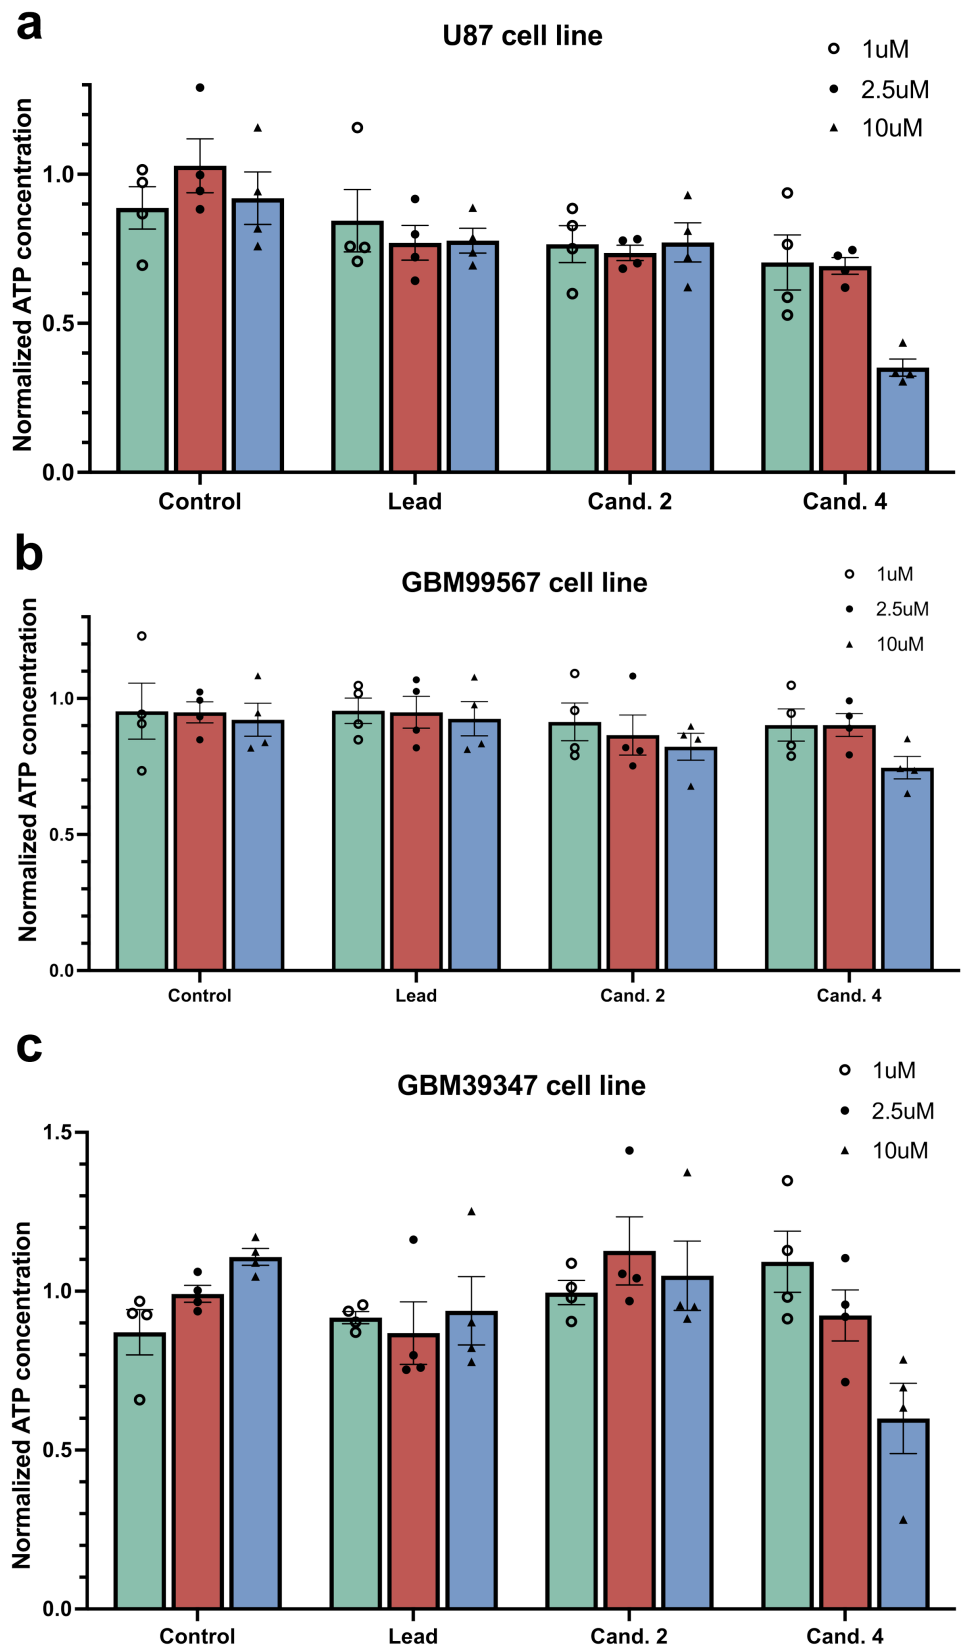 a
U87 cell line
1uM
2.5uM
10uM
Normalized ATP concentration
1.0
0.5
0.0
Control Lead Cand. 2 Cand. 4
b
GBM99567 cell line
1uM
2.5uM
10uM
Normalized ATP concentration
1.0
0.5
0.0
Control Lead Cand. 2 Cand. 4
c
GBM39347 cell line
1uM
2.5uM
10uM
Normalized ATP concentration
1.5
1.0
0.5
0.0
Control Lead Cand. 2 Cand. 4